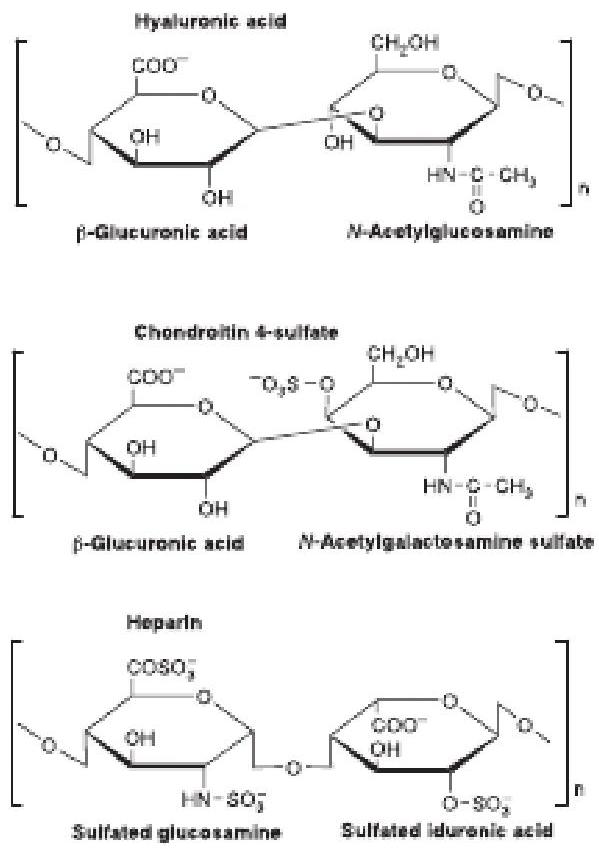 Hyaluronic acid
CH₂OH
COO⁻
O
O
O
O
OH
OH
O
OH
HN–C–CH₃
n
O
β-Glucuronic acid
N-Acetylglucosamine
Chondroitin 4-sulfate
CH₂OH
COO⁻
⁻O₃S–O
O
O
O
O
OH
O
HN–C–CH₃
n
OH
O
β-Glucuronic acid
N-Acetylgalactosamine sulfate
Heparin
COSO₃⁻
O
O
O
COO⁻
O
OH
OH
O
n
HN–SO₃⁻
O–SO₃⁻
Sulfated glucosamine
Sulfated iduronic acid